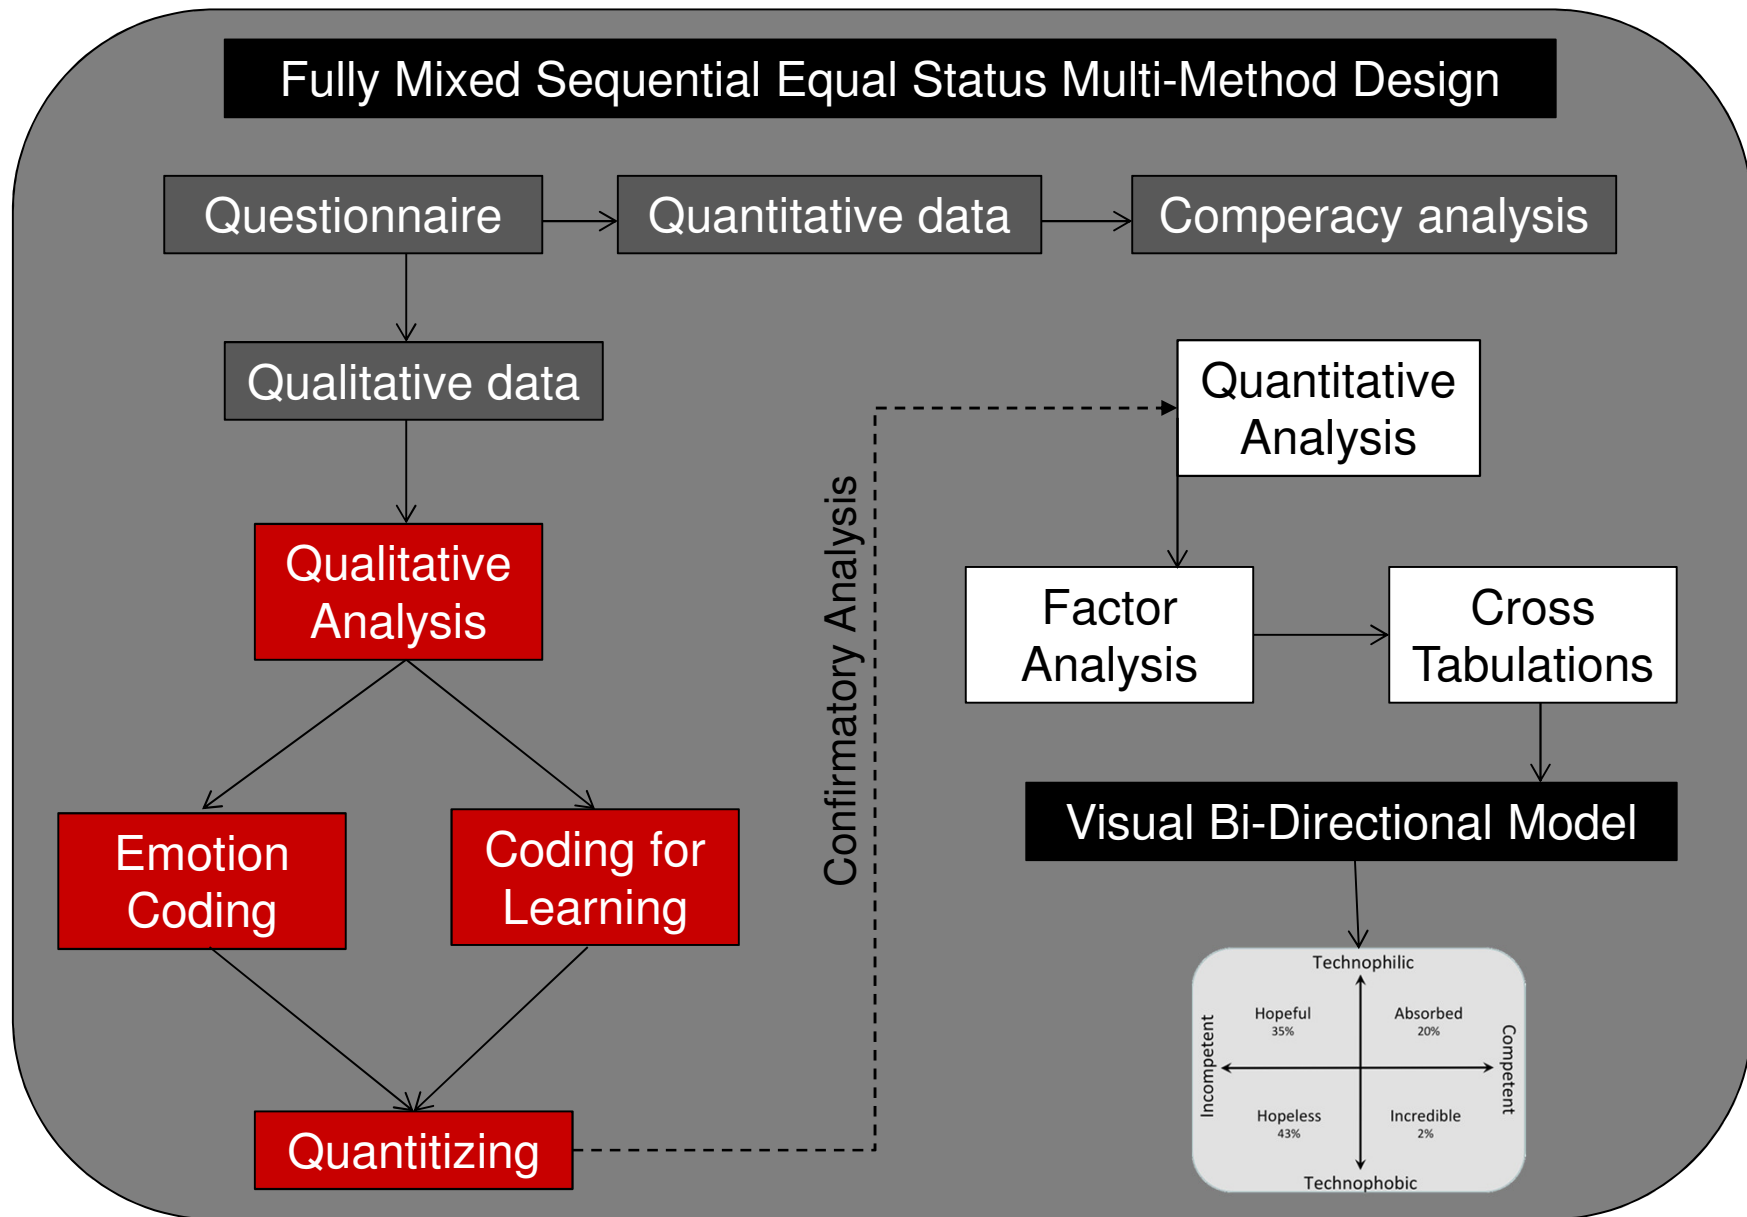 Fully Mixed Sequential Equal Status Multi-Method Design
Questionnaire
Quantitative data
Comperacy analysis
Qualitative data
Qualitative
Analysis
Emotion
Coding
Coding for
Learning
Quantitizing
Confirmatory Analysis
Quantitative
Analysis
Factor
Analysis
Cross
Tabulations
Visual Bi-Directional Model
Technophilic
Hopeful
35%
Absorbed
20%
Incompetent
Competent
Hopeless
43%
Incredible
2%
Technophobic